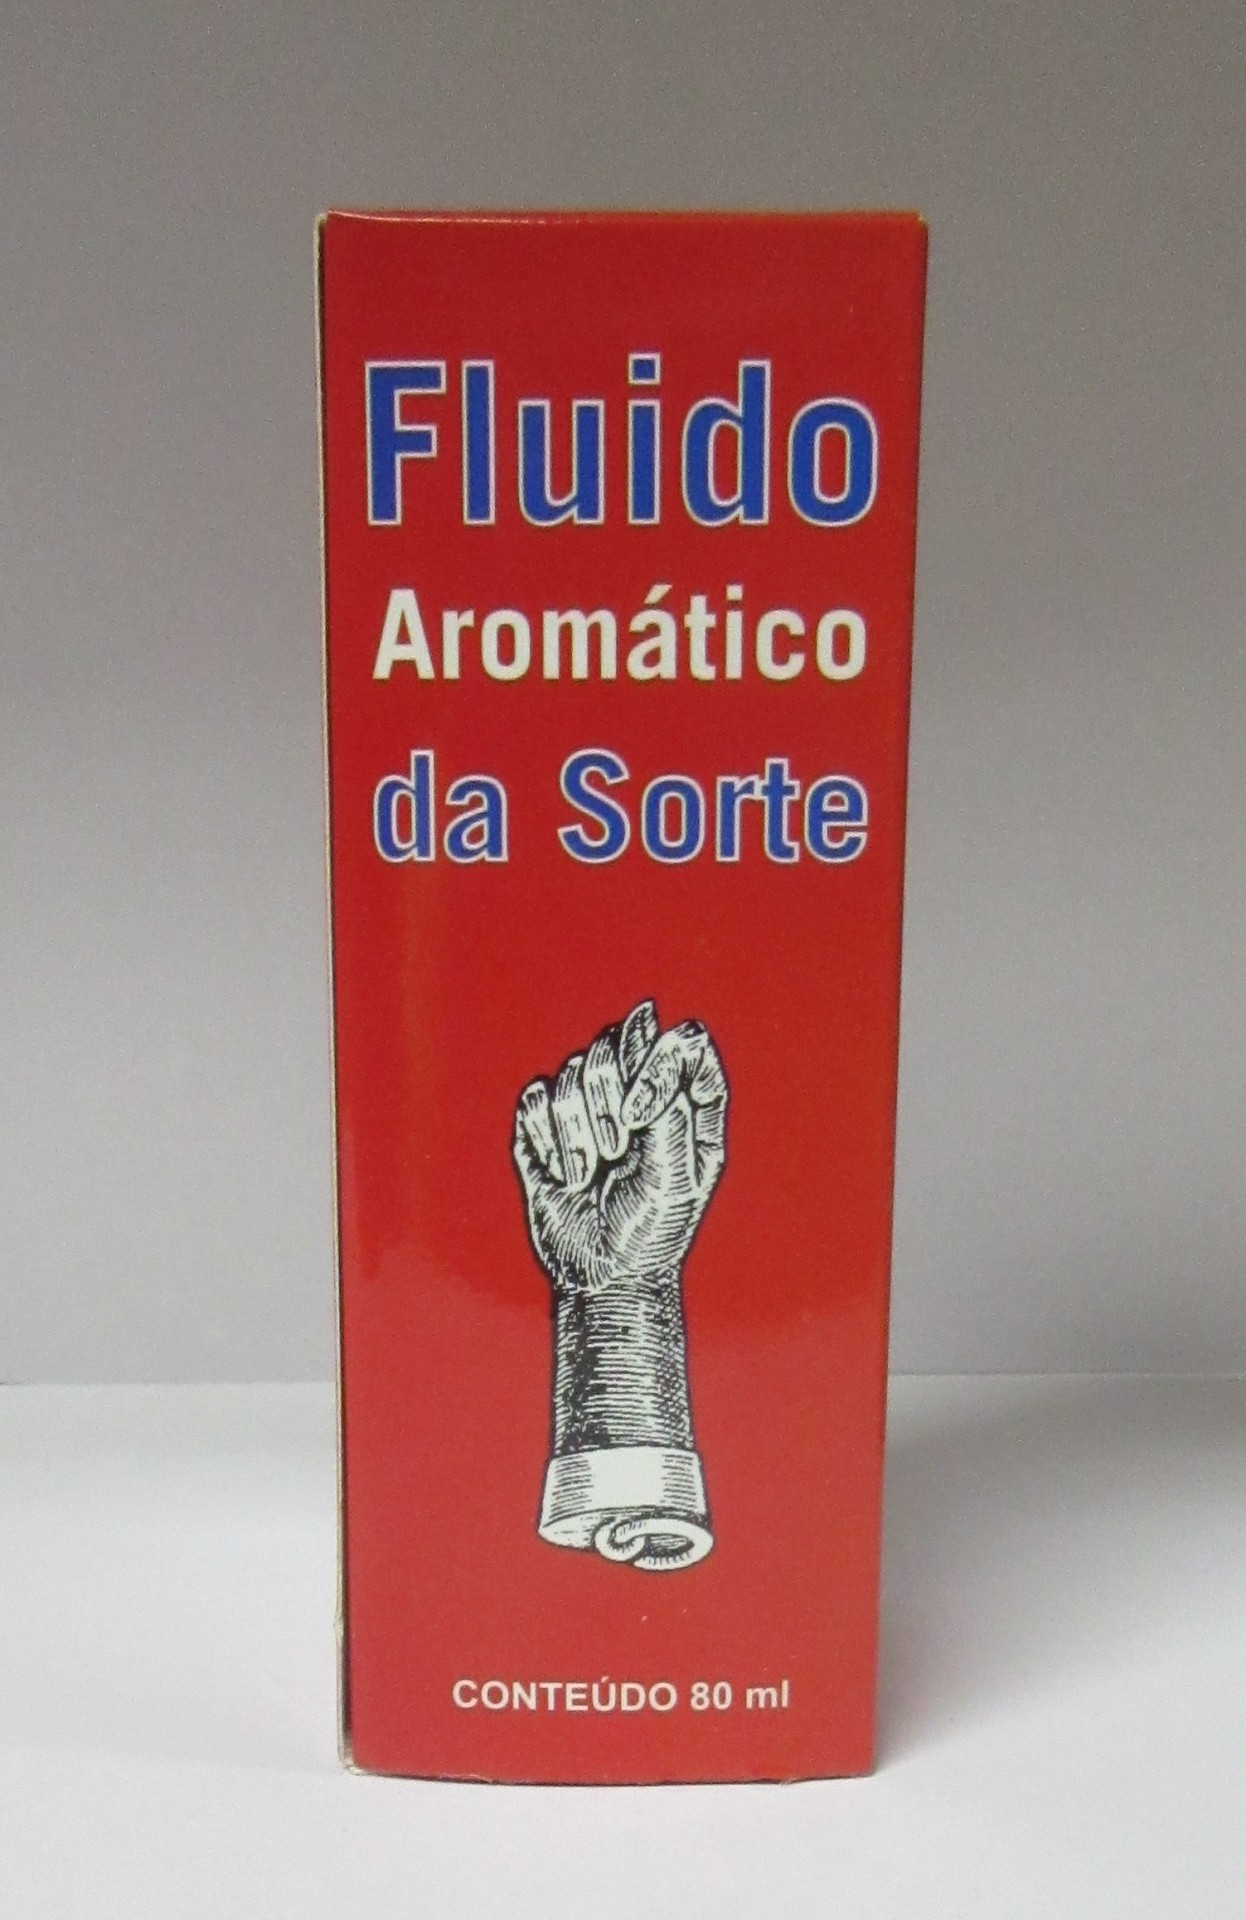 Fluido
Aromático
da Sorte
CONTEÚDO 80 ml